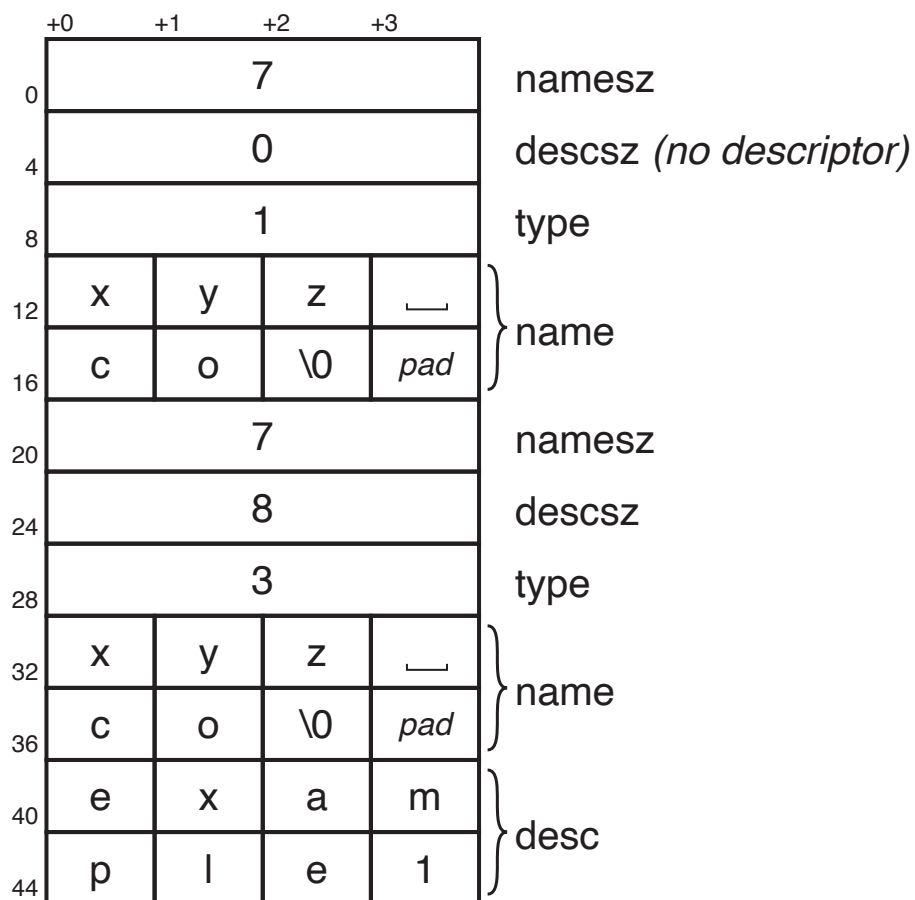 +0 +1 +2 +3
0 7 namesz
4 0 descsz (no descriptor)
8 1 type
12 x y z ␣
name
16 c o \0 pad
20 7 namesz
24 8 descsz
28 3 type
32 x y z ␣
name
36 c o \0 pad
40 e x a m
desc
44 p l e 1